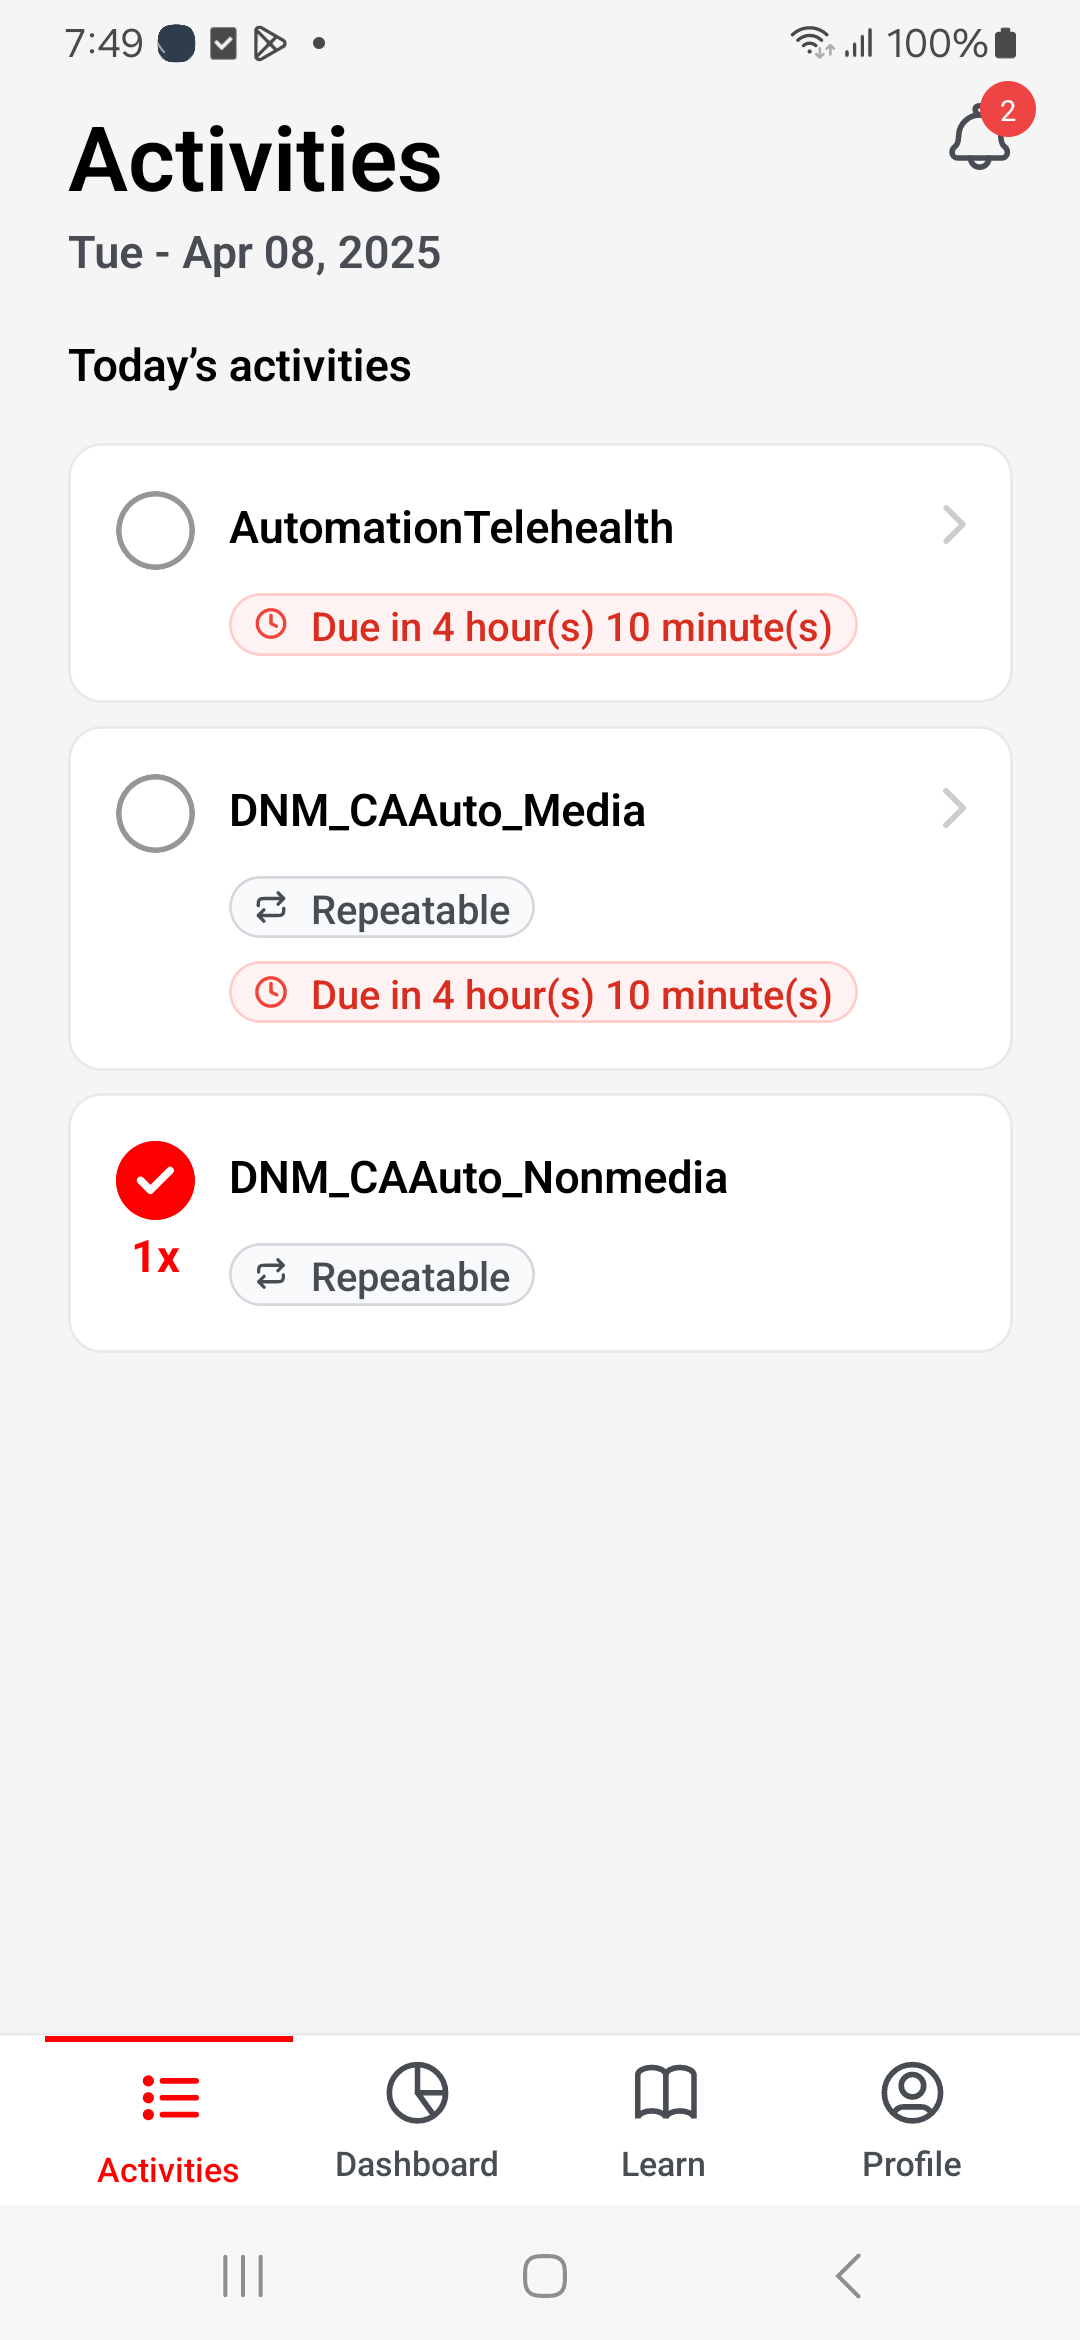 7:49
100%
2
Activities
Tue - Apr 08, 2025
Today’s activities
AutomationTelehealth
Due in 4 hour(s) 10 minute(s)
DNM_CAAuto_Media
Repeatable
Due in 4 hour(s) 10 minute(s)
DNM_CAAuto_Nonmedia
1x
Repeatable
Activities
Dashboard
Learn
Profile